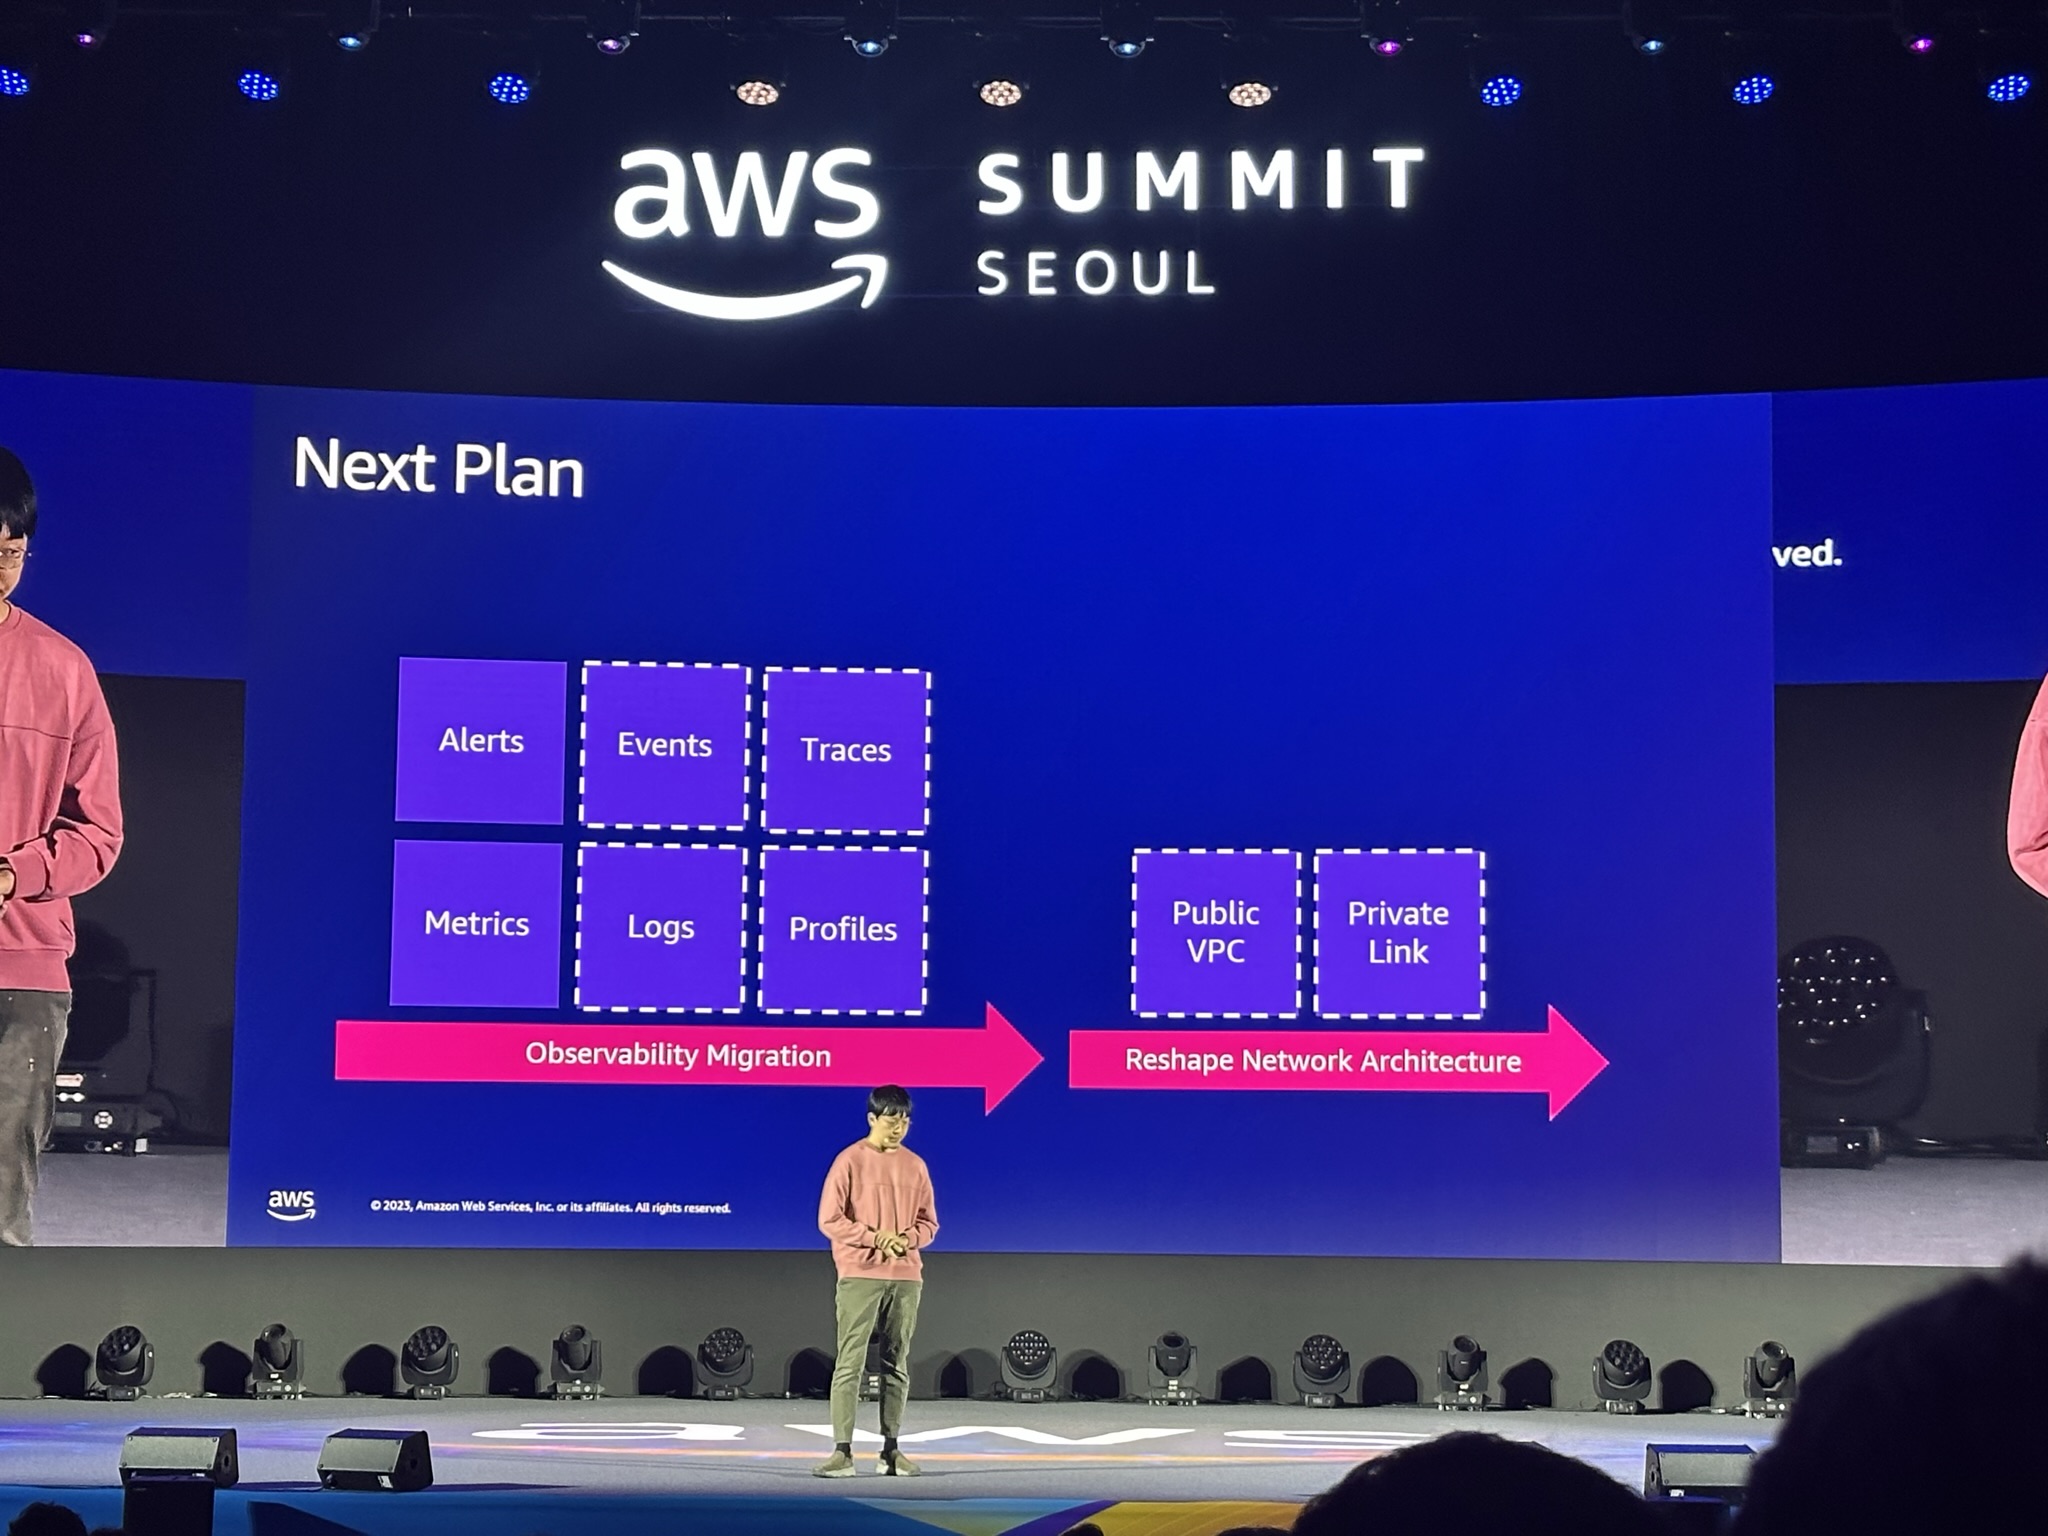 aws SUMMIT
SEOUL
Next Plan
ved.
Alerts
Events
Traces
Metrics
Logs
Profiles
Public
VPC
Private
Link
Observability Migration
Reshape Network Architecture
aws
© 2023, Amazon Web Services, Inc. or its affiliates. All rights reserved.
aws